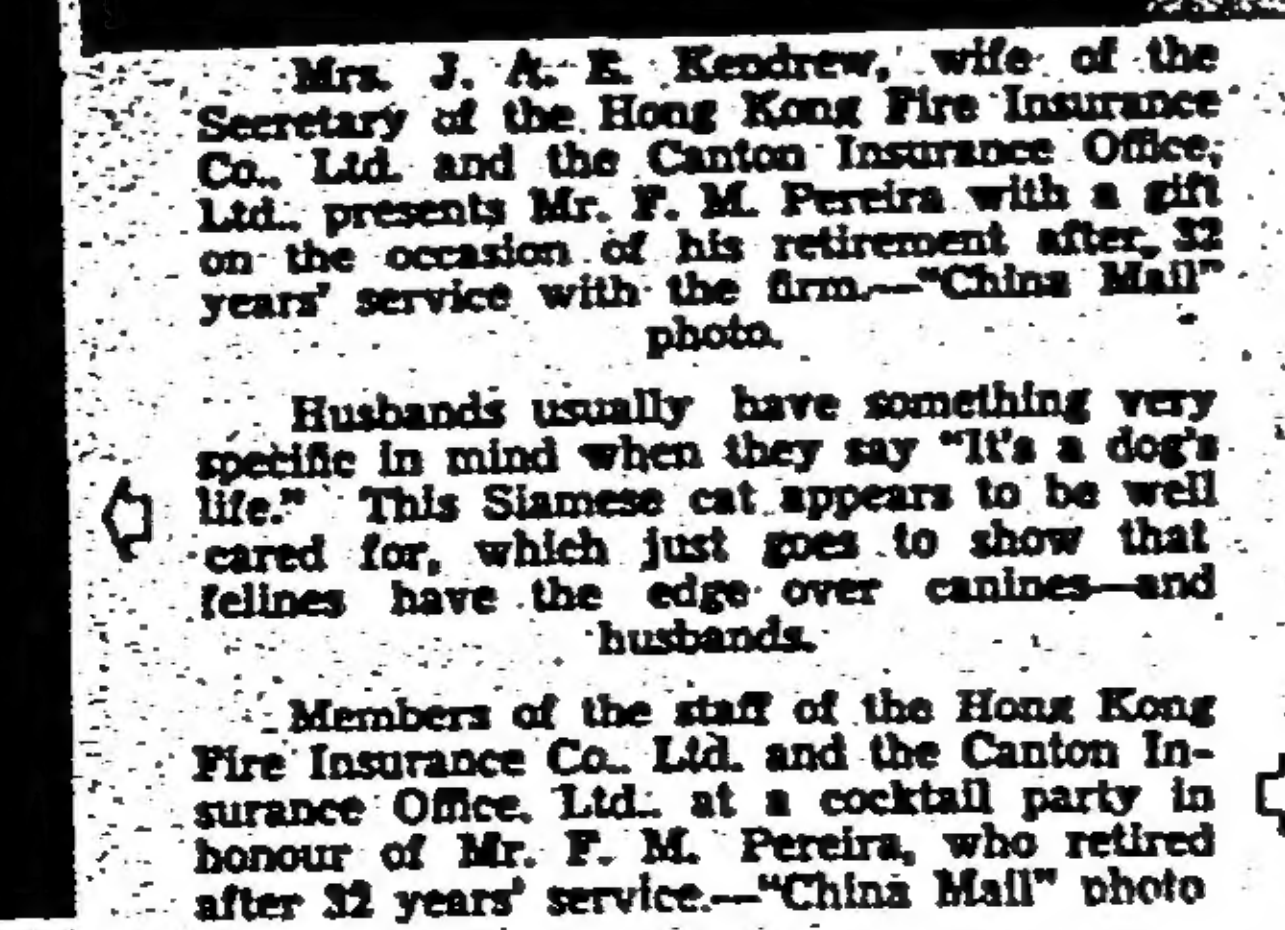 Mrs. J. A. E. Kendrew, wife of the
Secretary of the Hong Kong Fire Insurance
Co., Ltd. and the Canton Insurance Office,
Ltd., presents Mr. F. M. Pereira with a gift
on the occasion of his retirement after 32
years' service with the firm.—"China Mail"
photo.
Husbands usually have something very
specific in mind when they say "It's a dog's
life." This Siamese cat appears to be well
cared for, which just goes to show that
felines have the edge over canines—and
husbands.
Members of the staff of the Hong Kong
Fire Insurance Co., Ltd. and the Canton In-
surance Office, Ltd., at a cocktail party in
honour of Mr. F. M. Pereira, who retired
after 32 years' service.—"China Mail" photo